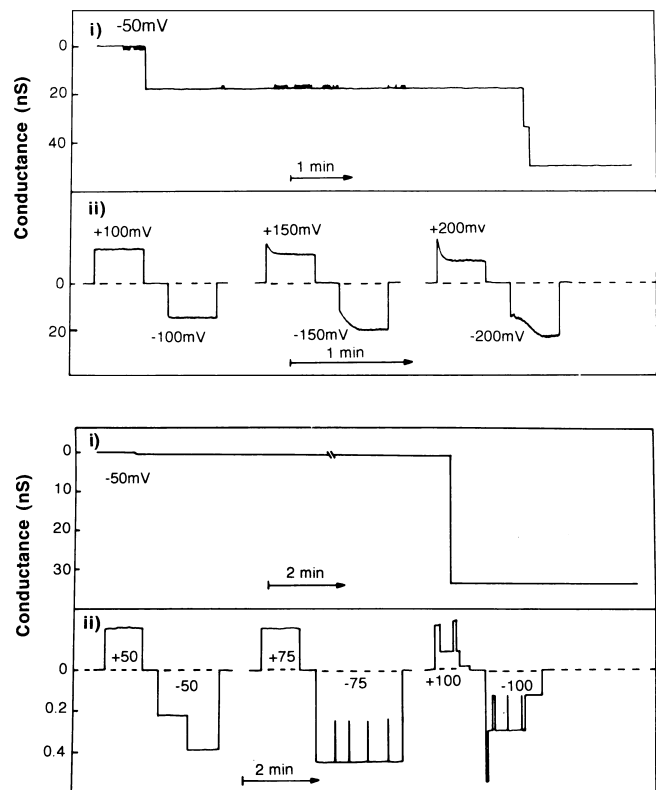 i) -50mV
0
20
40
1 min
ii)
+100mV +150mV +200mv
0
-100mV -150mV -200mV
20
1 min
Conductance (nS)
i)
0
-50mV
10
20
30
2 min
ii)
+50 +75
0
-50 -75 +100 -100
0.2
0.4
2 min
Conductance (nS)